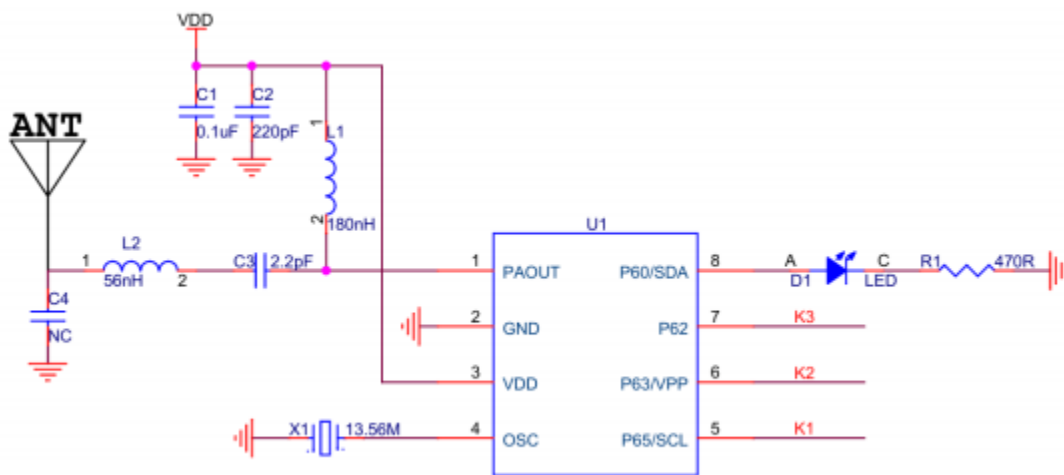 VDD
C1
C2
0.1uF
220pF
1
L1
2
180nH
ANT
L2
1
56nH
2
C3
2.2pF
C4
NC
U1
1
PAOUT
P60/SDA
8
A
D1
C
LED
R1
470R
2
GND
P62
7
K3
3
VDD
P63/VPP
6
K2
X1
13.56M
4
OSC
P65/SCL
5
K1